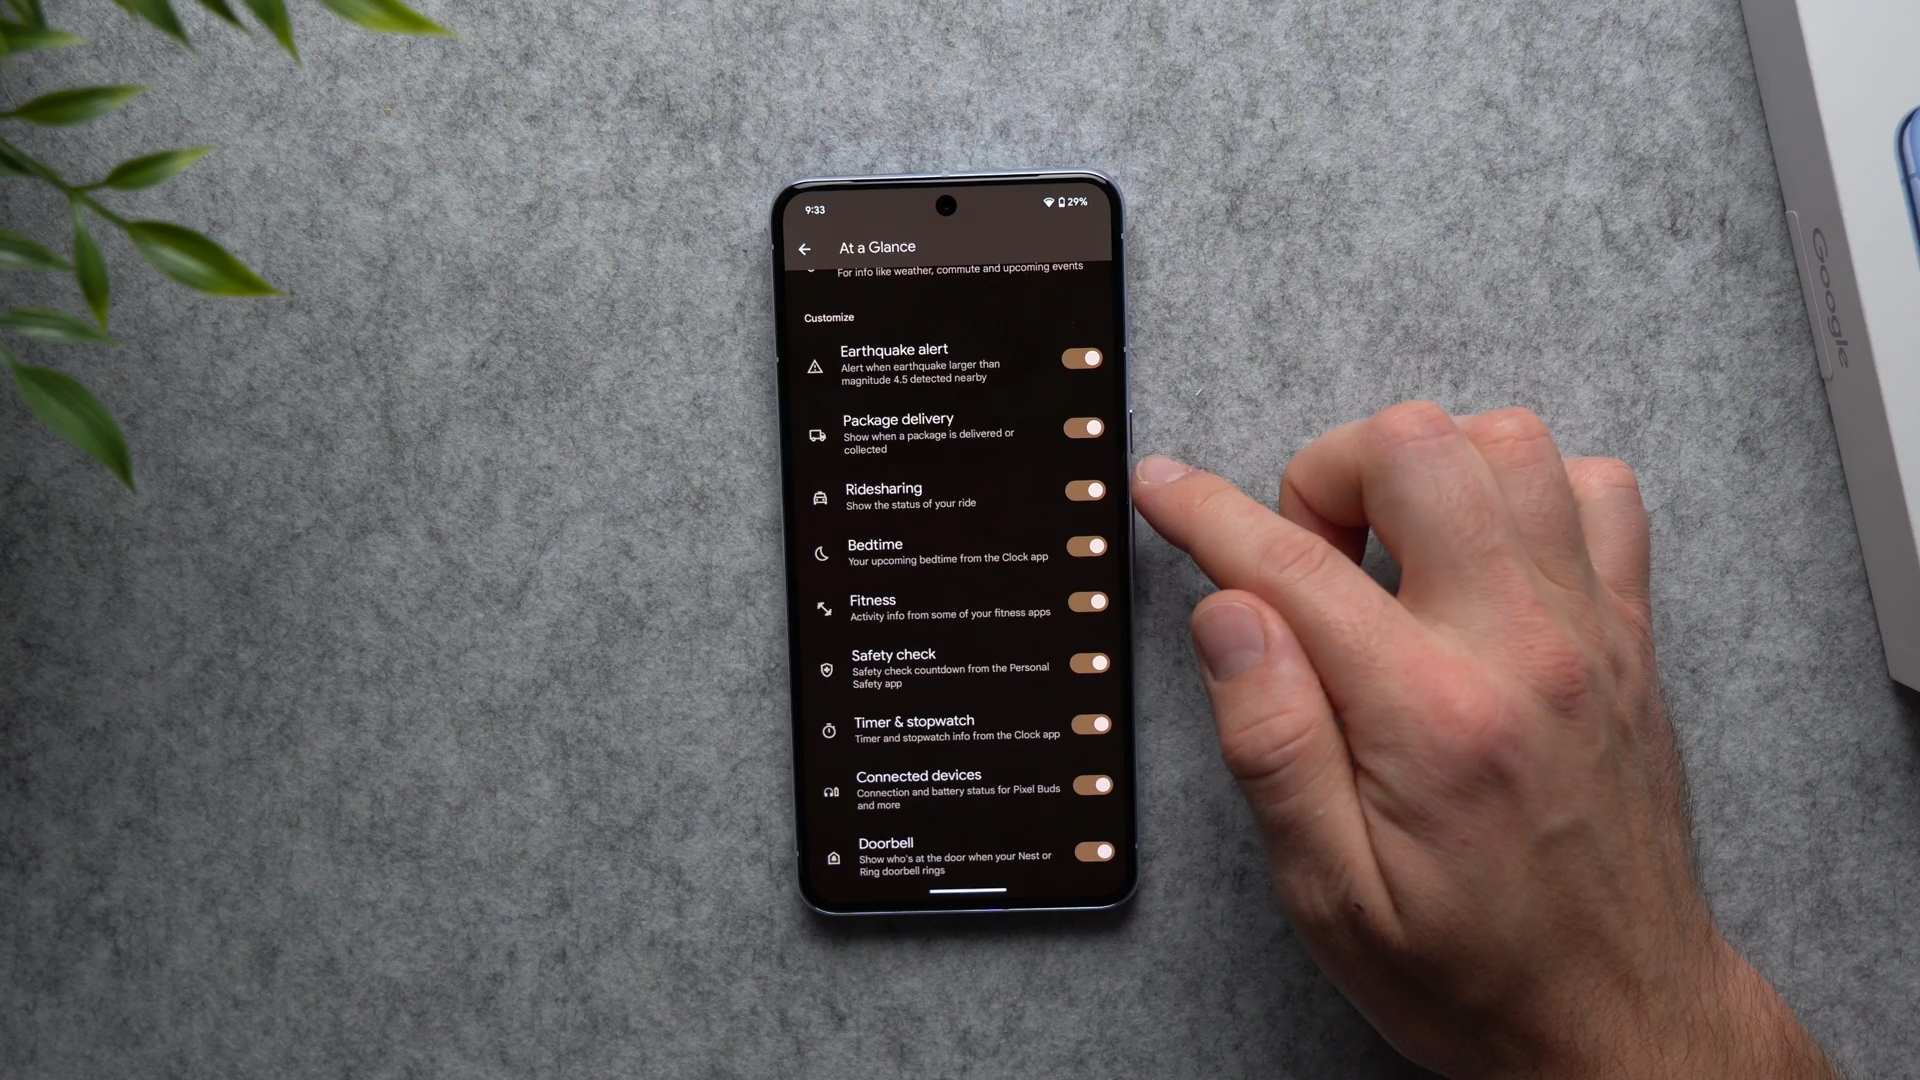 9:33
29%
At a Glance
For info like weather, commute and upcoming events
Customize
Earthquake alert
Alert when earthquake larger than
magnitude 4.5 detected nearby
Package delivery
Show when a package is delivered or
collected
Ridesharing
Show the status of your ride
Bedtime
Your upcoming bedtime from the Clock app
Fitness
Activity info from some of your fitness apps
Safety check
Safety check countdown from the Personal
Safety app
Timer & stopwatch
Timer and stopwatch info from the Clock app
Connected devices
Connection and battery status for Pixel Buds
and more
Doorbell
Show who's at the door when your Nest or
Ring doorbell rings
Google